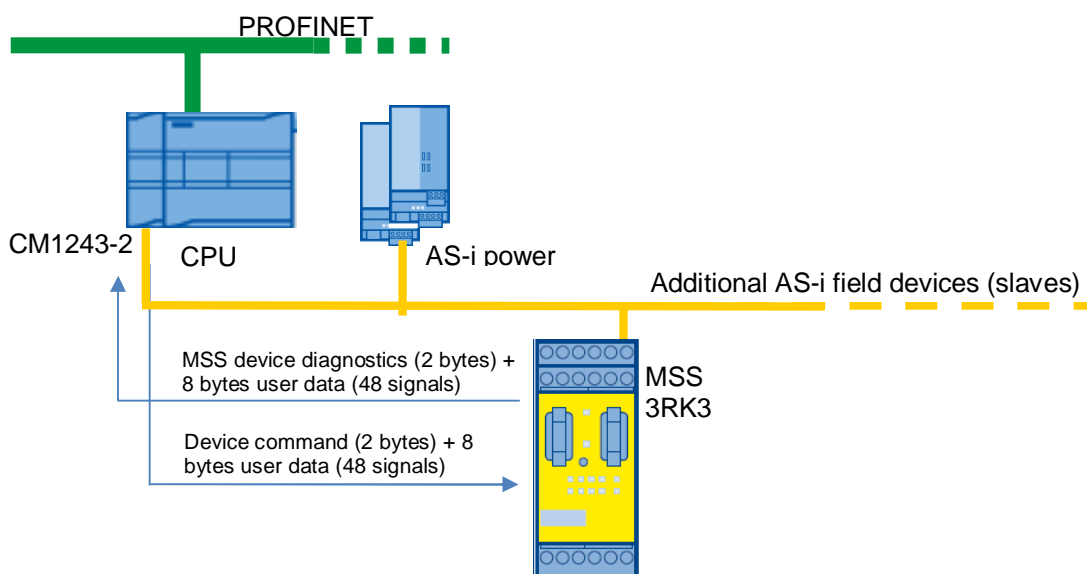 PROFINET
CM1243-2
CPU
AS-i power
Additional AS-i field devices (slaves)
MSS device diagnostics (2 bytes) +
8 bytes user data (48 signals)
MSS
3RK3
Device command (2 bytes) + 8
bytes user data (48 signals)